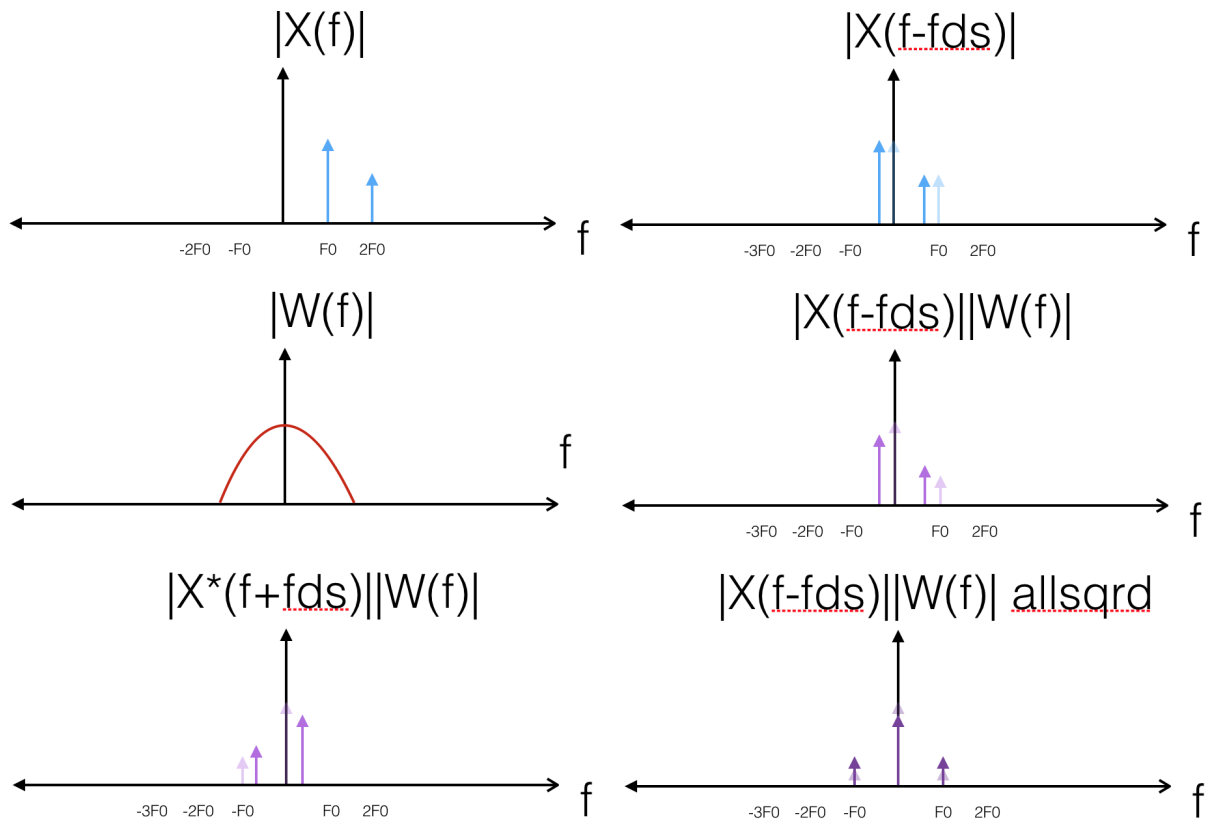 |X(f)|
f
-2F0 -F0 F0 2F0
|X(f-fds)|
f
-3F0 -2F0 -F0 F0 2F0
|W(f)|
f
|X(f-fds)||W(f)|
f
-3F0 -2F0 -F0 F0 2F0
|X*(f+fds)||W(f)|
f
-3F0 -2F0 -F0 F0 2F0
|X(f-fds)||W(f)| allsqrd
f
-3F0 -2F0 -F0 F0 2F0